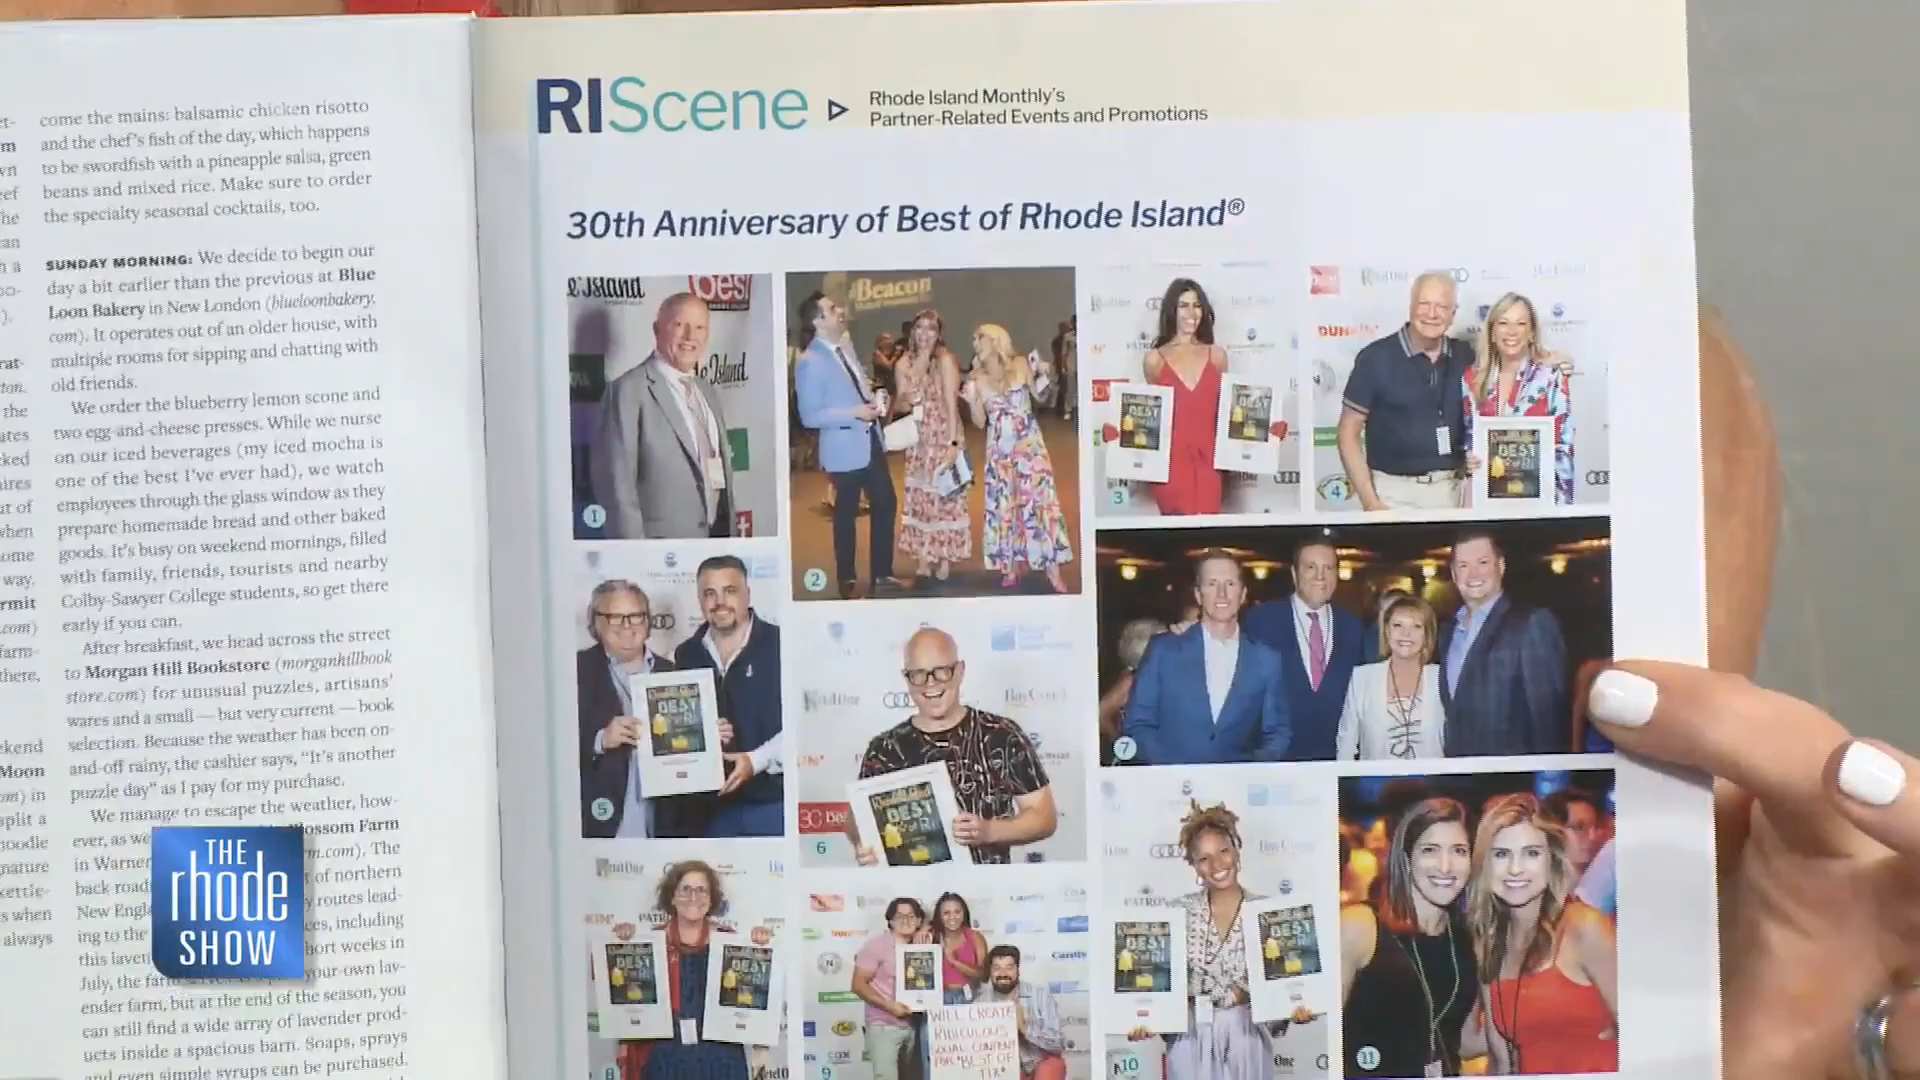 come the mains: balsamic chicken risotto
and the chef's fish of the day, which happens
to be swordfish with a pineapple salsa, green
beans and mixed rice. Make sure to order
the specialty seasonal cocktails, too.
SUNDAY MORNING: We decide to begin our
day a bit earlier than the previous at Blue
Loon Bakery in New London (blueloonbakery.
com). It operates out of an older house, with
multiple rooms for sipping and chatting with
old friends.
We order the blueberry lemon scone and
two egg-and-cheese presses. While we nurse
on our iced beverages (my iced mocha is
one of the best I've ever had), we watch
employees through the glass window as they
prepare homemade bread and other baked
goods. It's busy on weekend mornings, filled
with family, friends, tourists and nearby
Colby-Sawyer College students, so get there
early if you can.
After breakfast, we head across the street
to Morgan Hill Bookstore (morganhillbook
store.com) for unusual puzzles, artisans'
wares and a small — but very current — book
selection. Because the weather has been on-
and-off rainy, the cashier says, "It's another
puzzle day" as I pay for my purchase.
We manage to escape the weather, how-
ever, as we
lossom Farm
in Warner
m.com). The
back road
of northern
New Engla
routes lead-
ing to the
ces, including
this laven
hort weeks in
July, the far
your-own lav-
ender farm, but at the end of the season, you
can still find a wide array of lavender prod-
ucts inside a spacious barn. Soaps, sprays
and even simple syrups can be purchased.
THE
rhode
SHOW
RIScene
Rhode Island Monthly's
Partner-Related Events and Promotions
30th Anniversary of Best of Rhode Island®
1
Beacon
2
3
DUNKIN'
4
5
6
7
8
WILL CREATE
RIDICULOUS
SOCIAL CONTENT
FOR "BEST OF
TIX"
9
10
11